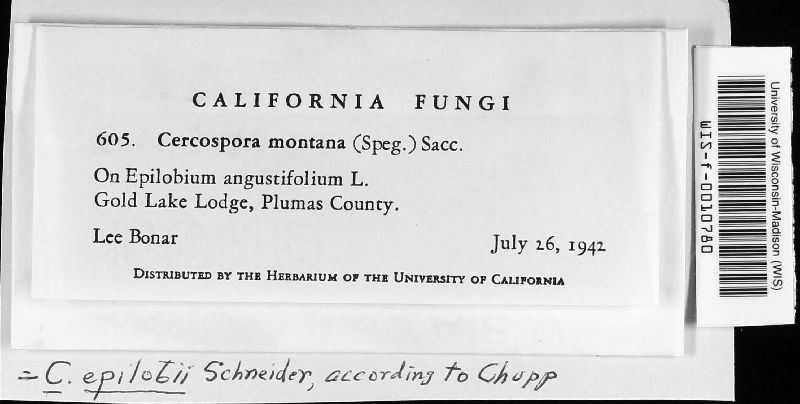 CALIFORNIA FUNGI
605. Cercospora montana (Speg.) Sacc.
On Epilobium angustifolium L.
Gold Lake Lodge, Plumas County.
Lee Bonar July 26, 1942
DISTRIBUTED BY THE HERBARIUM OF THE UNIVERSITY OF CALIFORNIA
= C. epilobii Schneider, according to Chupp
University of Wisconsin-Madison (WIS)
WIS-f-0010780